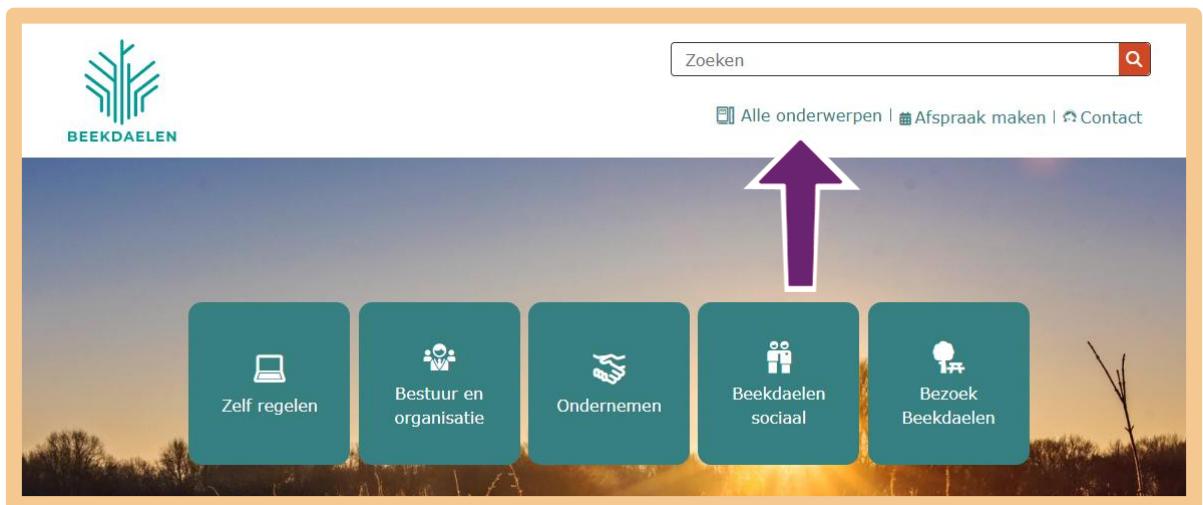 BEEKDAELEN
Zoeken
Alle onderwerpen | Afspraak maken | Contact
Zelf regelen
Bestuur en
organisatie
Ondernemen
Beekdaelen
sociaal
Bezoek
Beekdaelen